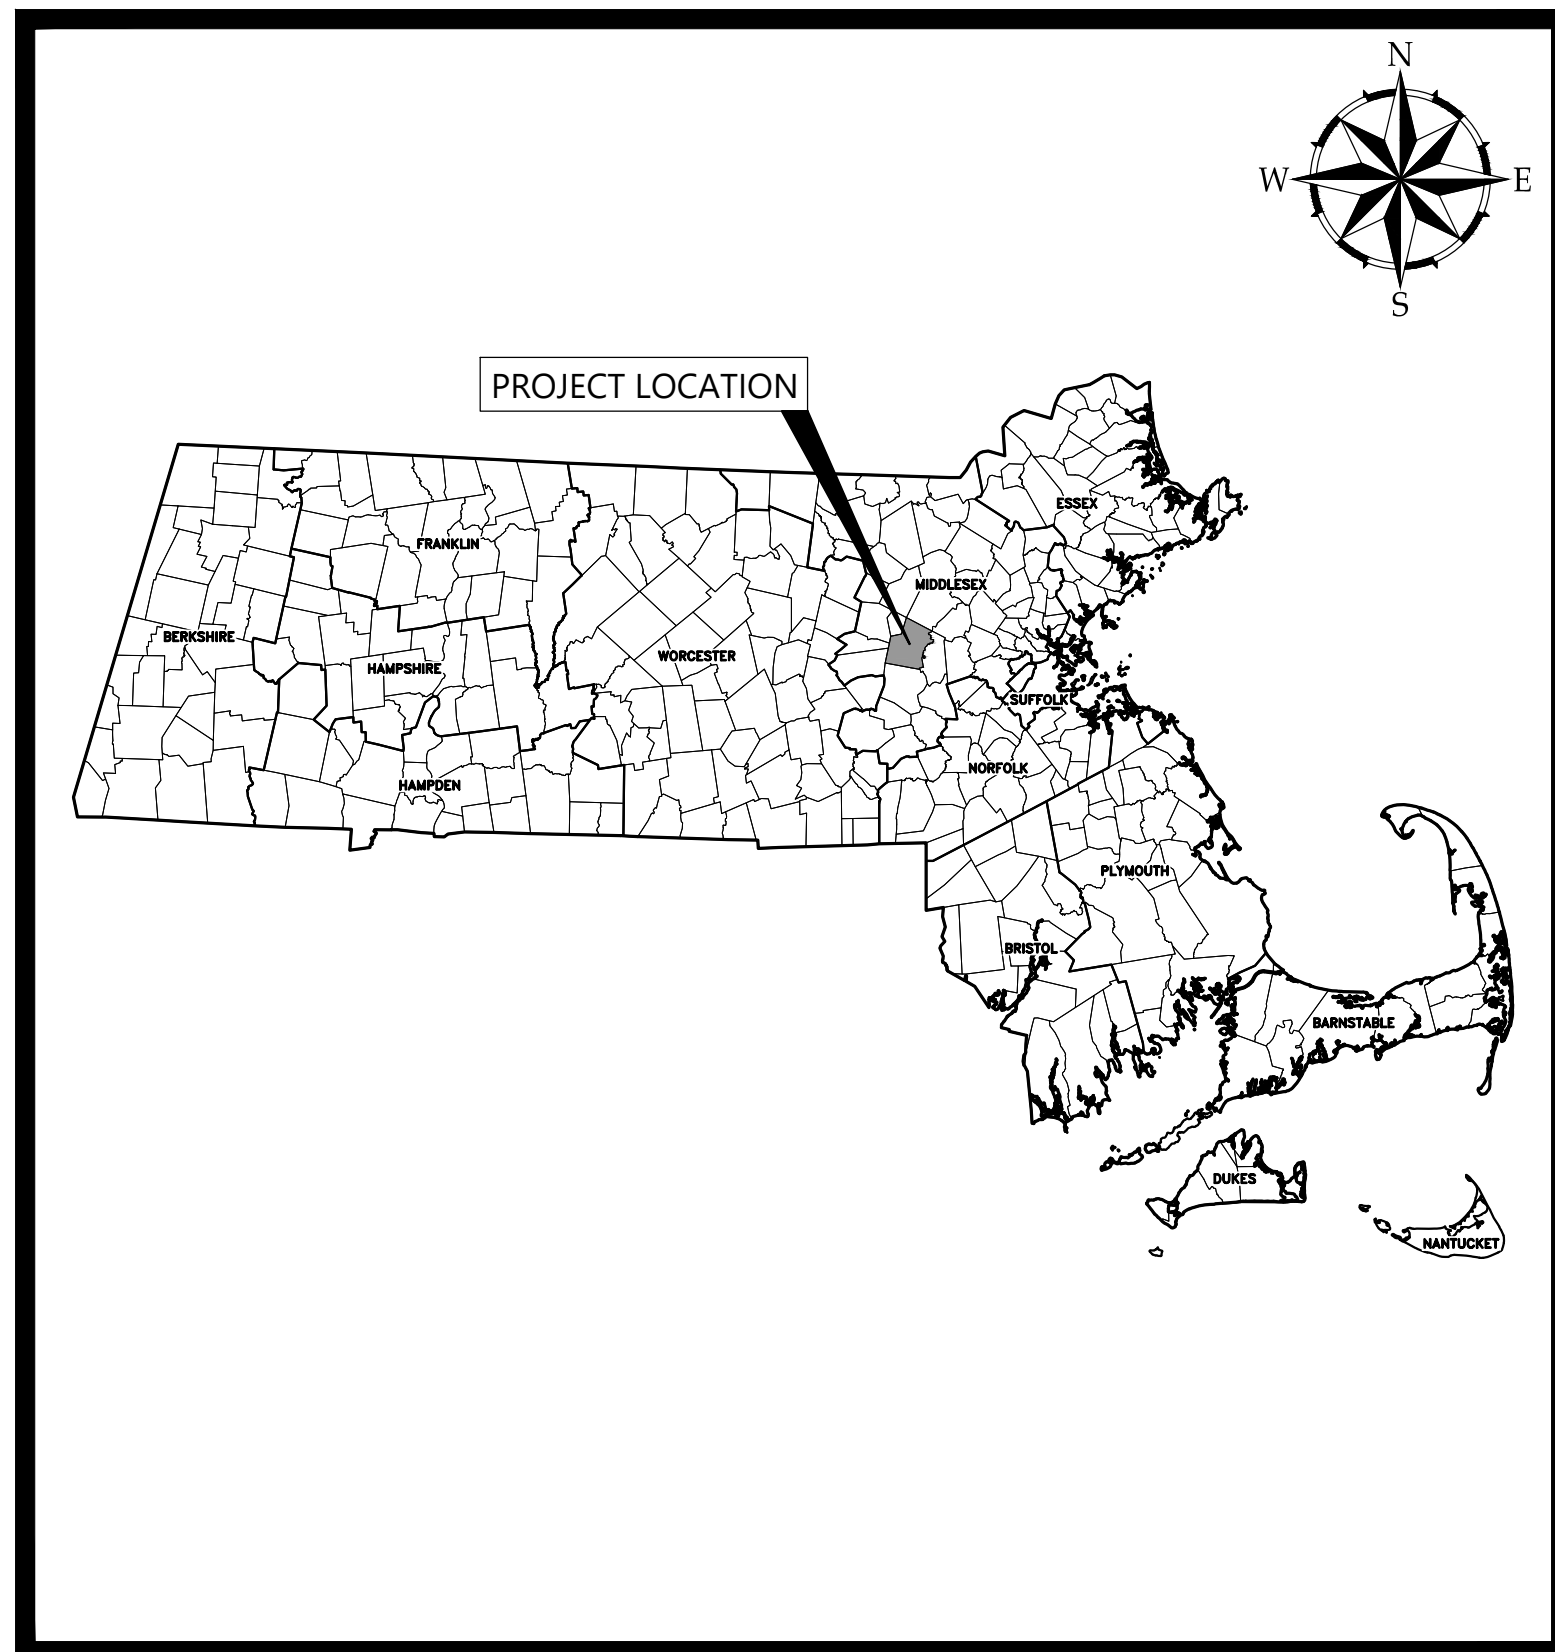 N
W
E
S
PROJECT LOCATION
ESSEX
FRANKLIN
MIDDLESEX
BERKSHIRE
WORCESTER
HAMPSHIRE
SUFFOLK
NORFOLK
HAMPDEN
PLYMOUTH
BRISTOL
BARNSTABLE
DUKES
NANTUCKET